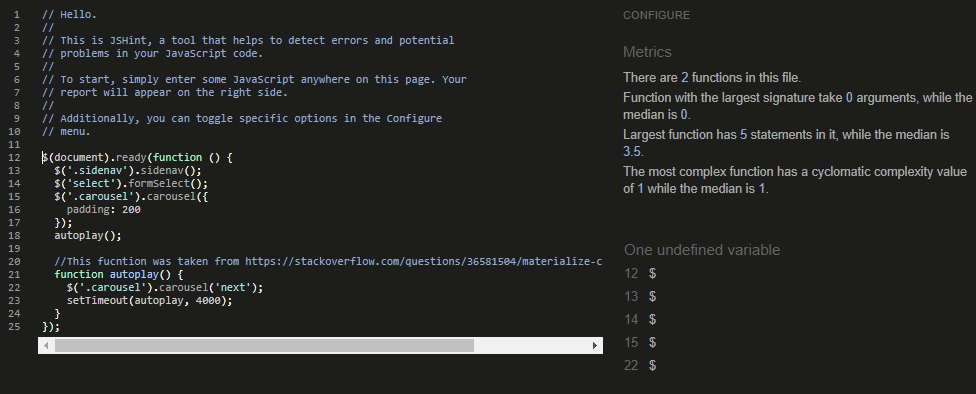 1 // Hello.
2 //
3 // This is JSHint, a tool that helps to detect errors and potential
4 // problems in your JavaScript code.
5 //
6 // To start, simply enter some JavaScript anywhere on this page. Your
7 // report will appear on the right side.
8 //
9 // Additionally, you can toggle specific options in the Configure
10 // menu.
11
12 $(document).ready(function () {
13 $('.sidenav').sidenav();
14 $('select').formSelect();
15 $('.carousel').carousel({
16 padding: 200
17 });
18 autoplay();
19
20 //This fucntion was taken from https://stackoverflow.com/questions/36581504/materialize-c
21 function autoplay() {
22 $('.carousel').carousel('next');
23 setTimeout(autoplay, 4000);
24 }
25 });
CONFIGURE
Metrics
There are 2 functions in this file.
Function with the largest signature take 0 arguments, while the
median is 0.
Largest function has 5 statements in it, while the median is
3.5.
The most complex function has a cyclomatic complexity value
of 1 while the median is 1.
One undefined variable
12 $
13 $
14 $
15 $
22 $